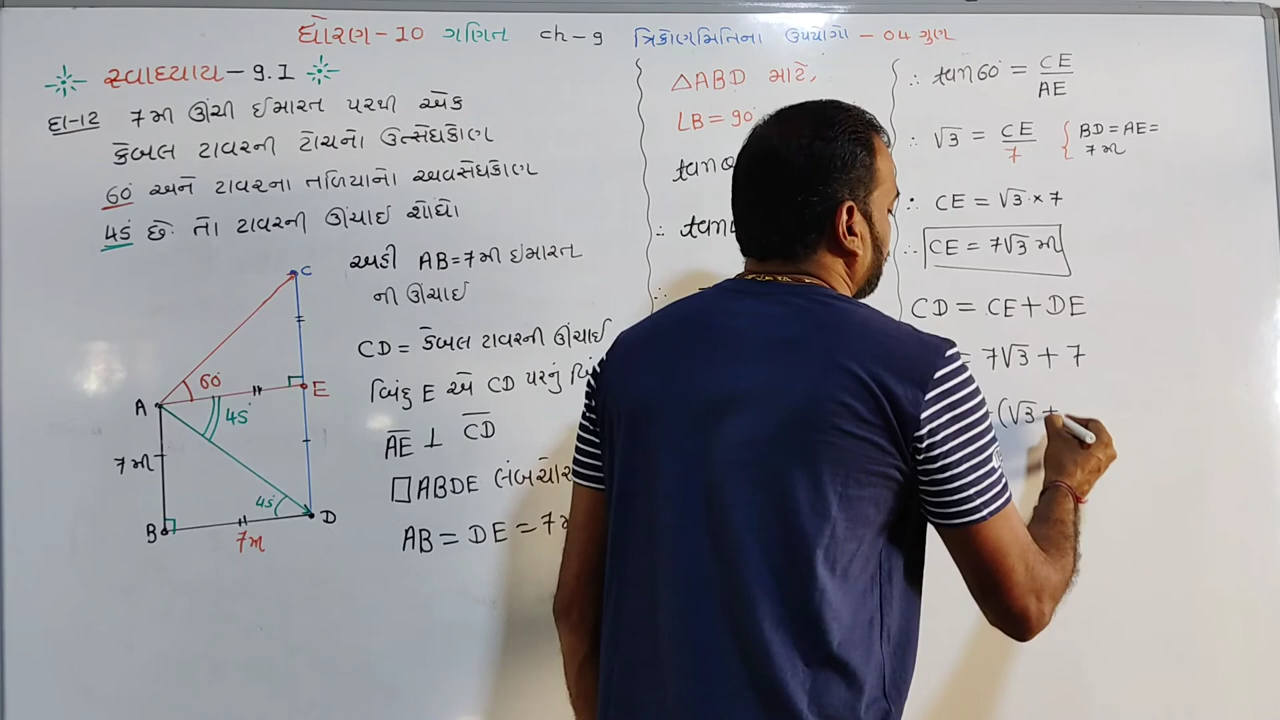 ધોરણ-10 ગણિત ch-9 ત્રિકોણમિતિના ઉપયોગો - 04 ગુણ
સ્વાધ્યાય-9.1
દા-12 7મી ઊંચી ઈમારત પરથી એક
કેબલ ટાવરની ટોચનો ઉત્સેધકોણ
60° અને ટાવરના તળિયાનો અવસેધકોણ
45° છે. તો ટાવરની ઊંચાઈ શોધો
અહીં AB=7મી ઈમારત
ની ઊંચાઈ
CD = કેબલ ટાવરની ઊંચાઈ
બિંદુ E એ CD પરનું
AE ⊥ CD
□ABDE લંબચોર
AB = DE = 7
C
60°
E
A
45°
7મી
45°
B
D
7મી
△ABD માટે,
∠B = 90
tan
∴ tan
∴
∴ tan60° = CE/AE
∴ √3 = CE/7 { BD=AE=
7મી
∴ CE = √3×7
∴ CE = 7√3 મી
CD = CE+DE
= 7√3 + 7
(√3 +